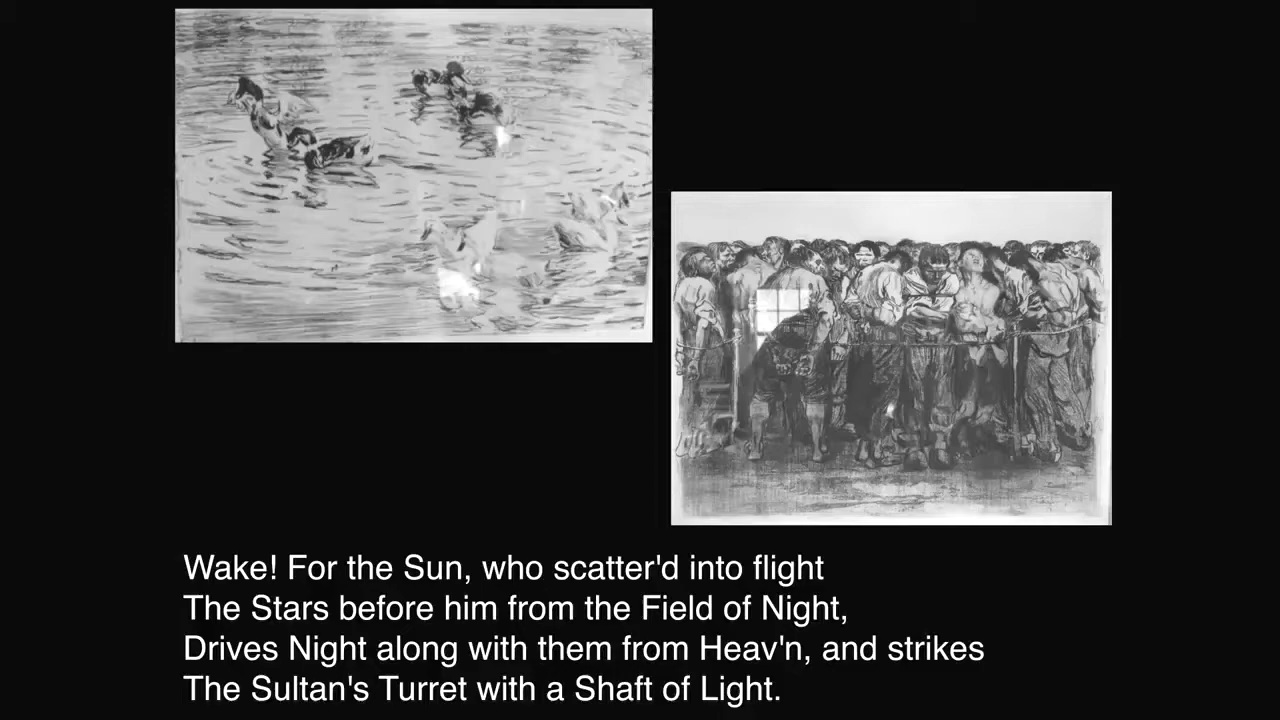 Wake! For the Sun, who scatter'd into flight
The Stars before him from the Field of Night,
Drives Night along with them from Heav'n, and strikes
The Sultan's Turret with a Shaft of Light.